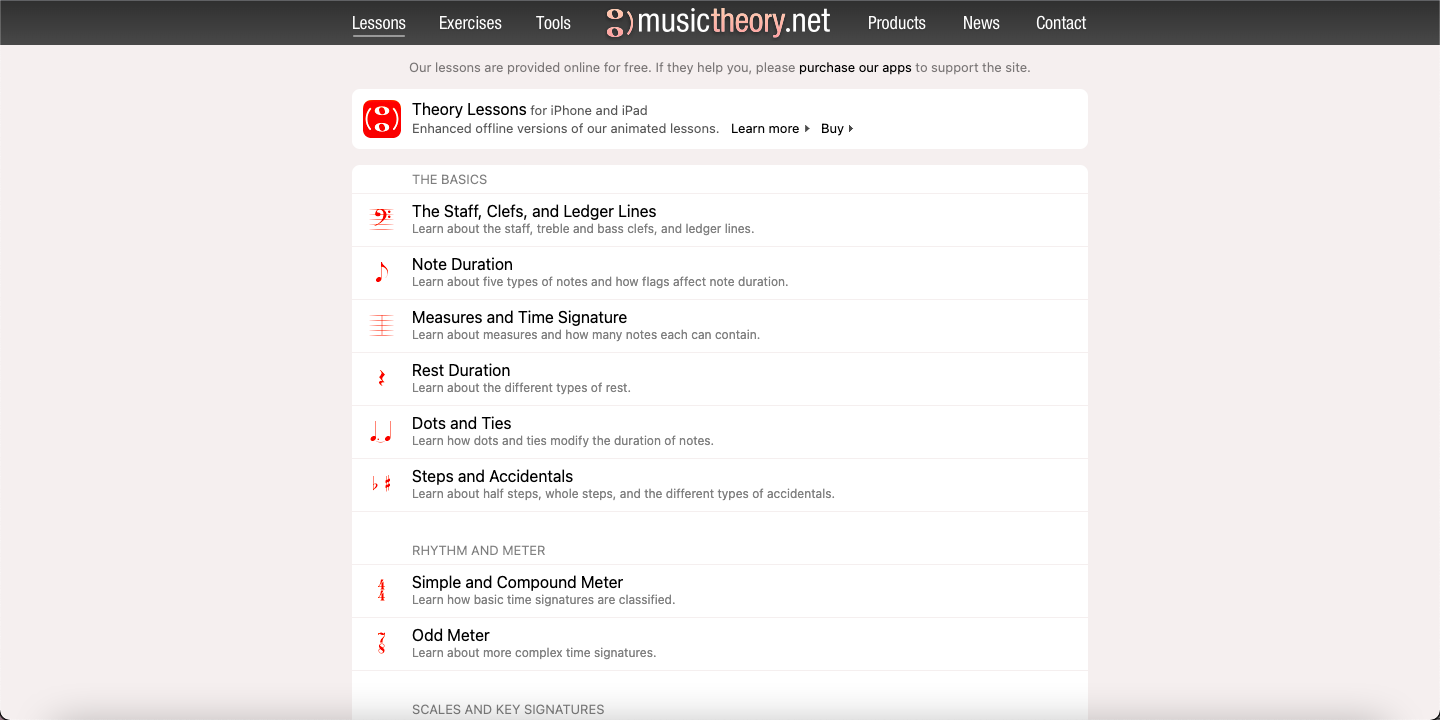 Lessons Exercises Tools musictheory.net Products News Contact
Our lessons are provided online for free. If they help you, please purchase our apps to support the site.
Theory Lessons for iPhone and iPad
Enhanced offline versions of our animated lessons. Learn more Buy
THE BASICS
The Staff, Clefs, and Ledger Lines
Learn about the staff, treble and bass clefs, and ledger lines.
Note Duration
Learn about five types of notes and how flags affect note duration.
Measures and Time Signature
Learn about measures and how many notes each can contain.
Rest Duration
Learn about the different types of rest.
Dots and Ties
Learn how dots and ties modify the duration of notes.
Steps and Accidentals
Learn about half steps, whole steps, and the different types of accidentals.
RHYTHM AND METER
4
4
Simple and Compound Meter
Learn how basic time signatures are classified.
7
8
Odd Meter
Learn about more complex time signatures.
SCALES AND KEY SIGNATURES